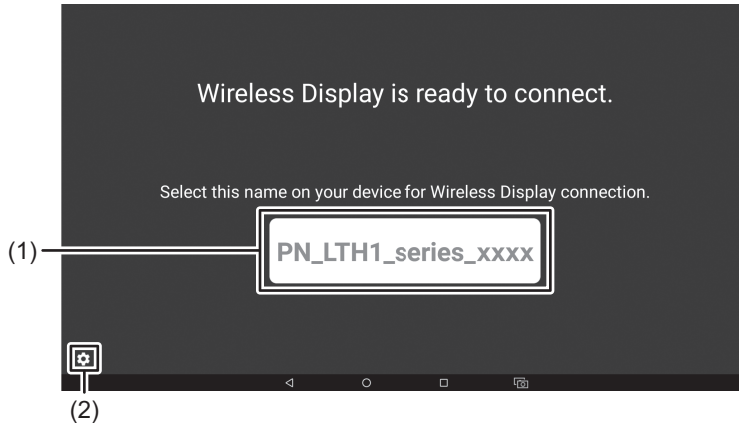 Wireless Display is ready to connect.
Select this name on your device for Wireless Display connection.
(1)
PN_LTH1_series_xxxx
(2)